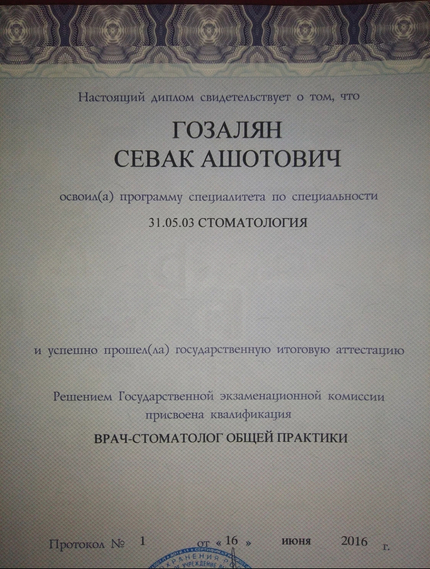 Настоящий диплом свидетельствует о том, что
ГОЗАЛЯН
СЕВАК АШОТОВИЧ
освоил(а) программу специалитета по специальности
31.05.03 СТОМАТОЛОГИЯ
и успешно прошел(ла) государственную итоговую аттестацию
Решением Государственной экзаменационной комиссии
присвоена квалификация
ВРАЧ-СТОМАТОЛОГ ОБЩЕЙ ПРАКТИКИ
Протокол № 1 от « 16 » июня 2016 г.